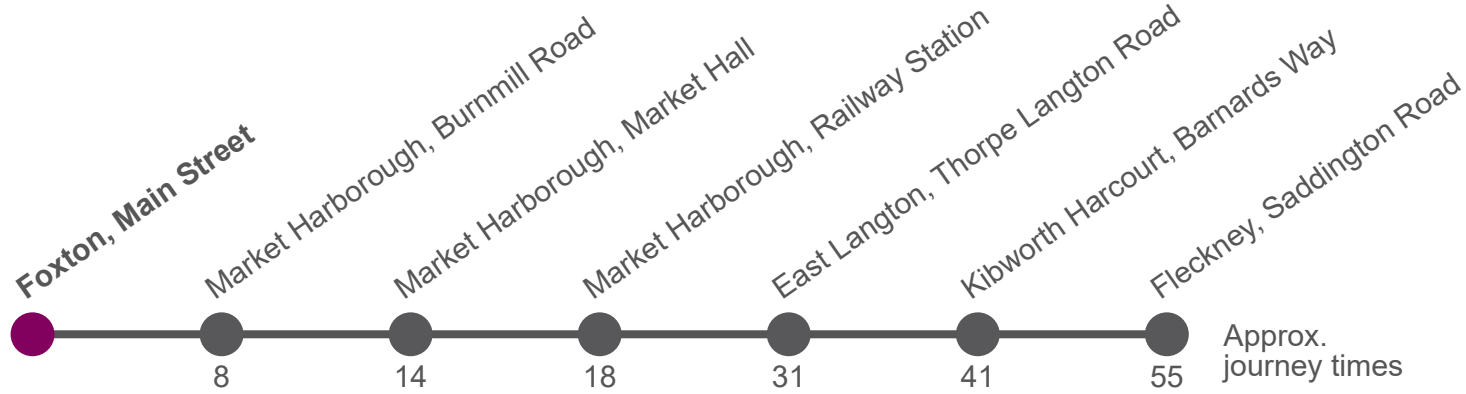 Foxton, Main Street
Market Harborough, Burnmill Road
Market Harborough, Market Hall
Market Harborough, Railway Station
East Langton, Thorpe Langton Road
Kibworth Harcourt, Barnards Way
Fleckney, Saddington Road
8
14
18
31
41
55
Approx.
journey times